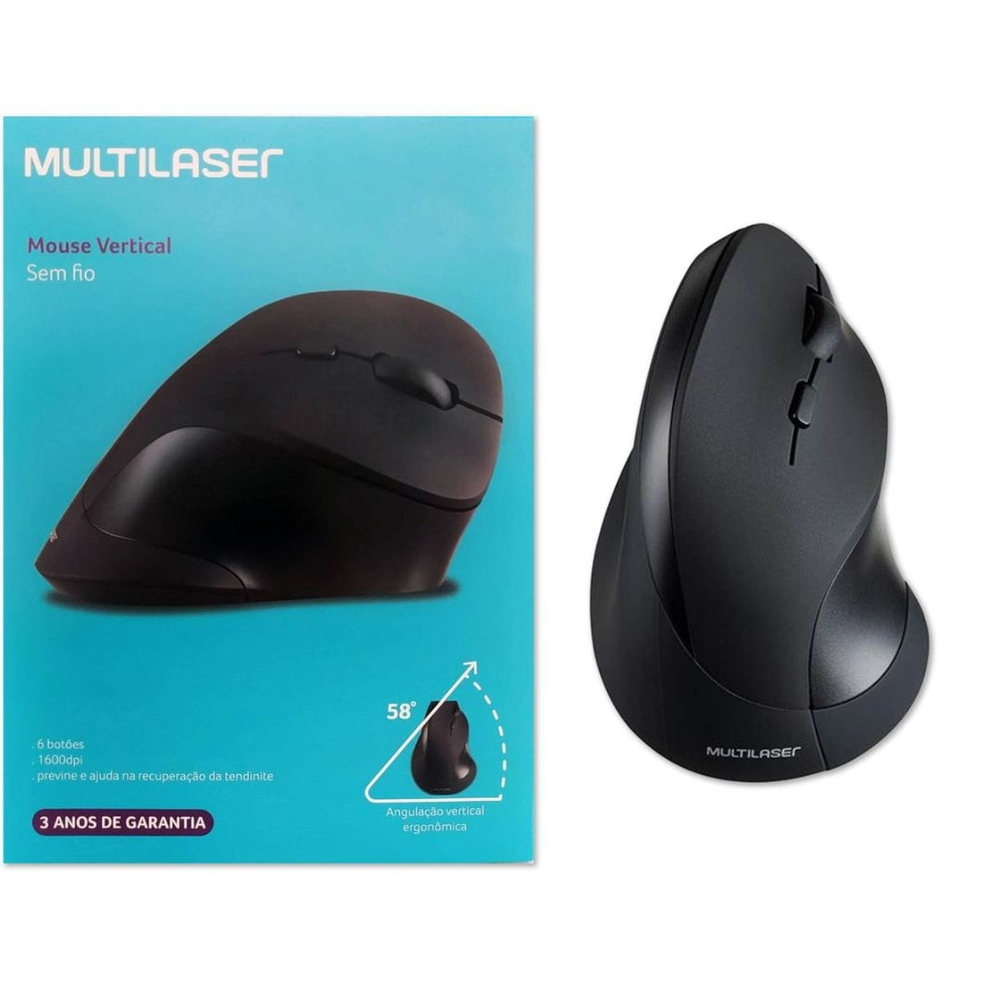 MULTILASER
Mouse Vertical
Sem fio
58°
. 6 botões
. 1600dpi
. previne e ajuda na recuperação da tendinite
3 ANOS DE GARANTIA
Angulação vertical
ergonômica
MULTILASER